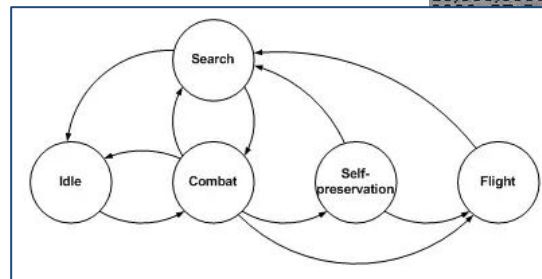 Search
Idle
Combat
Self-
preservation
Flight